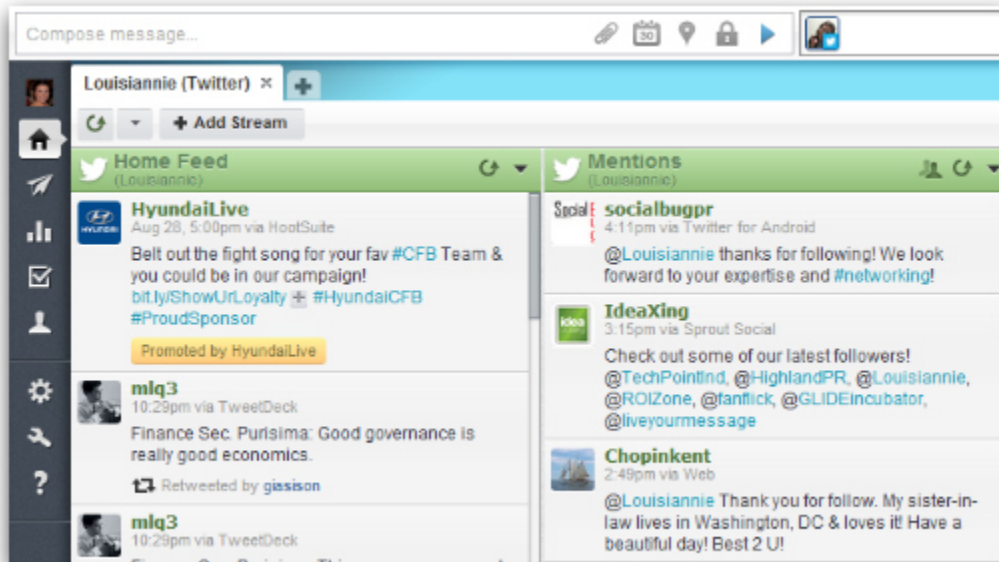 Compose message...
30
Louisiannie (Twitter) ×
Add Stream
Home Feed
(Louisiannie)
HYUNDAI
HyundaiLive
Aug 28, 5:00pm via HootSuite
Belt out the fight song for your fav #CFB Team &
you could be in our campaign!
bit.ly/ShowUrLoyalty + #HyundaiCFB
#ProudSponsor
Promoted by HyundaiLive
mlq3
10:29pm via TweetDeck
Finance Sec. Purisima: Good governance is
really good economics.
Retweeted by giasison
mlq3
10:29pm via TweetDeck
Mentions
(Louisiannie)
Social
socialbugpr
4:11pm via Twitter for Android
@Louisiannie thanks for following! We look
forward to your expertise and #networking!
idea
IdeaXing
3:15pm via Sprout Social
Check out some of our latest followers!
@TechPointInd, @HighlandPR, @Louisiannie,
@ROIZone, @fanflick, @GLIDEincubator,
@liveyourmessage
Chopinkent
2:49pm via Web
@Louisiannie Thank you for follow. My sister-in-
law lives in Washington, DC & loves it! Have a
beautiful day! Best 2 U!